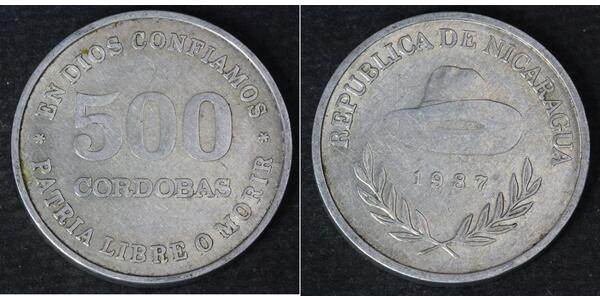 EN DIOS CONFIAMOS
500
CORDOBAS
* PATRIA LIBRE O MORIR *
REPUBLICA DE NICARAGUA
1987